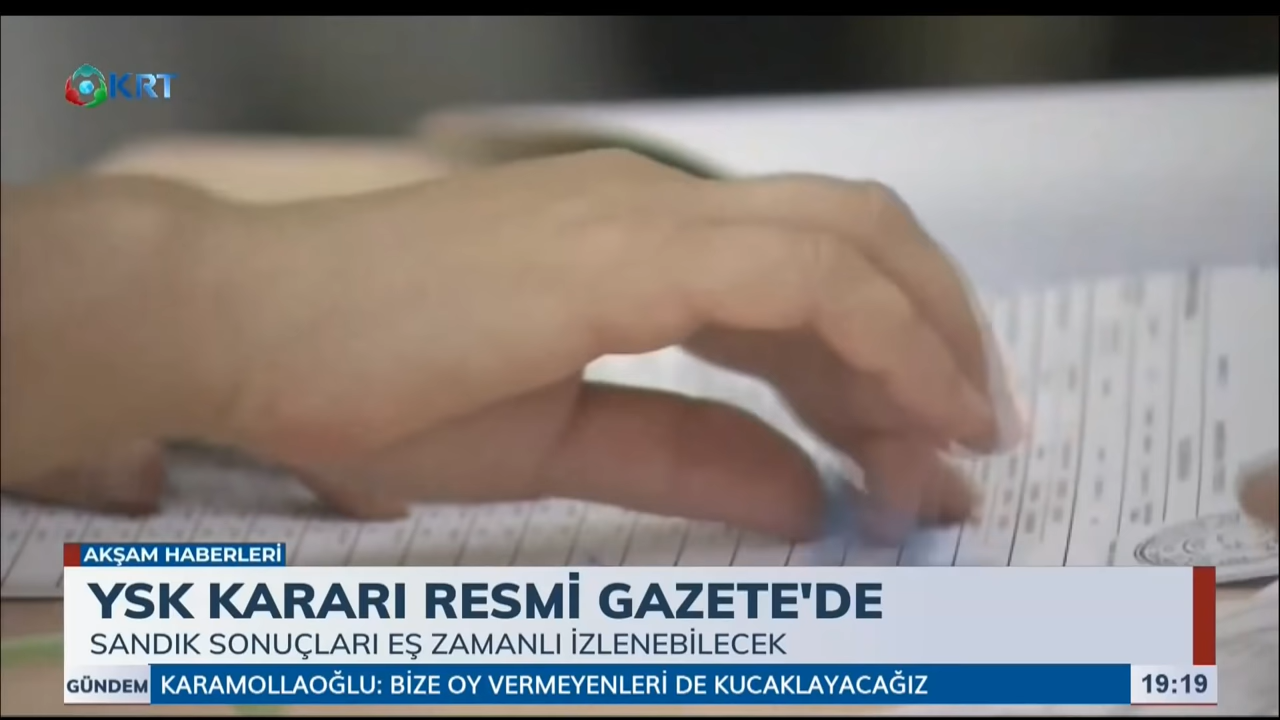 KRT
AKŞAM HABERLERİ
YSK KARARI RESMİ GAZETE'DE
SANDIK SONUÇLARI EŞ ZAMANLI İZLENEBİLECEK
GÜNDEM KARAMOLLAOĞLU: BİZE OY VERMEYENLERİ DE KUCAKLAYACAĞIZ 19:19